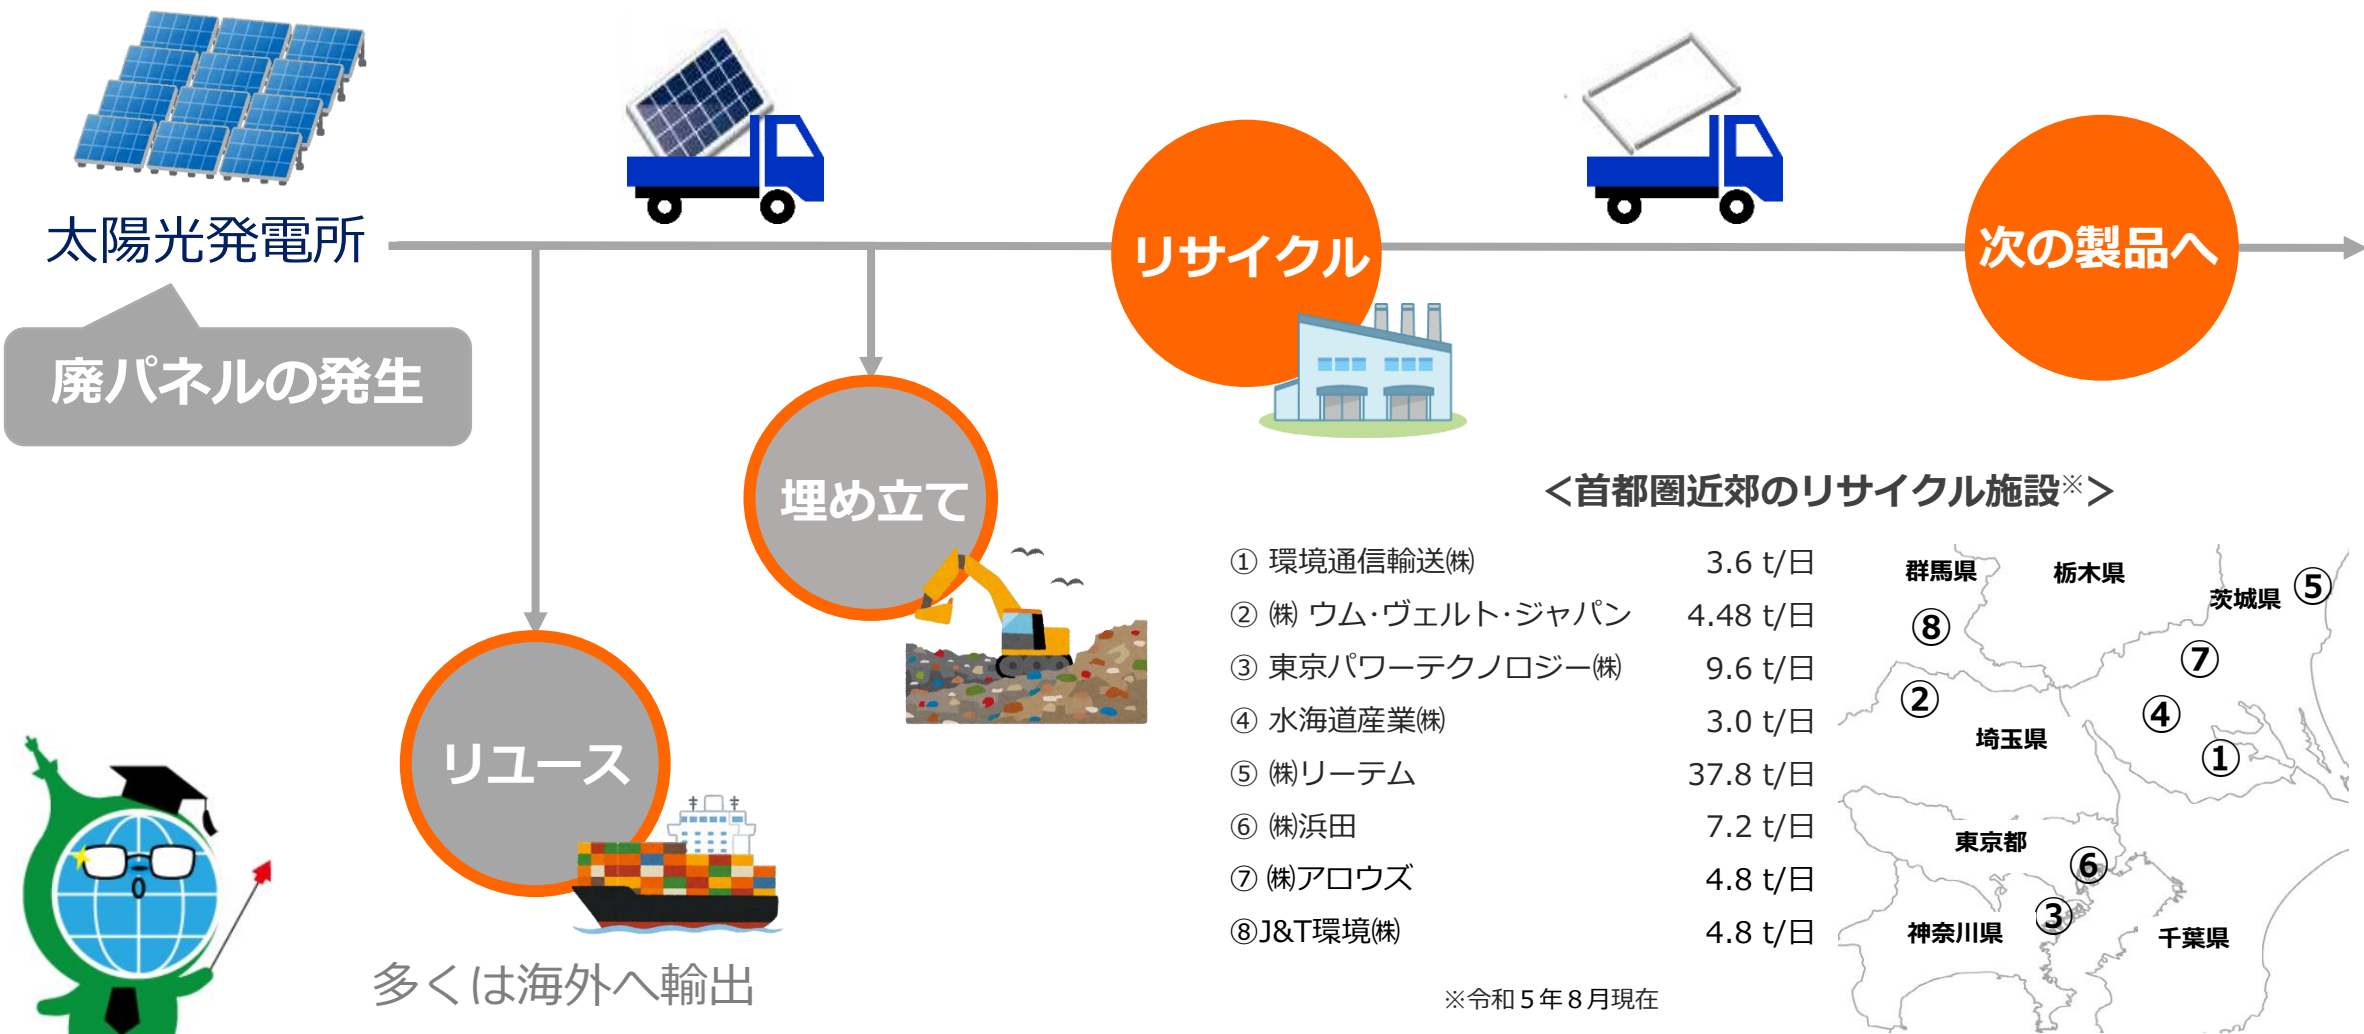 太陽光発電所
廃パネルの発生
リサイクル
次の製品へ
埋め立て
リユース
多くは海外へ輸出
<首都圏近郊のリサイクル施設※>
① 環境通信輸送㈱ 3.6 t/日
② ㈱ ウム・ヴェルト・ジャパン 4.48 t/日
③ 東京パワーテクノロジー㈱ 9.6 t/日
④ 水海道産業㈱ 3.0 t/日
⑤ ㈱リーテム 37.8 t/日
⑥ ㈱浜田 7.2 t/日
⑦ ㈱アロウズ 4.8 t/日
⑧J&T環境㈱ 4.8 t/日
※令和5年8月現在
群馬県
栃木県
茨城県
⑤
⑧
⑦
②
④
埼玉県
①
東京都
⑥
③
神奈川県
千葉県